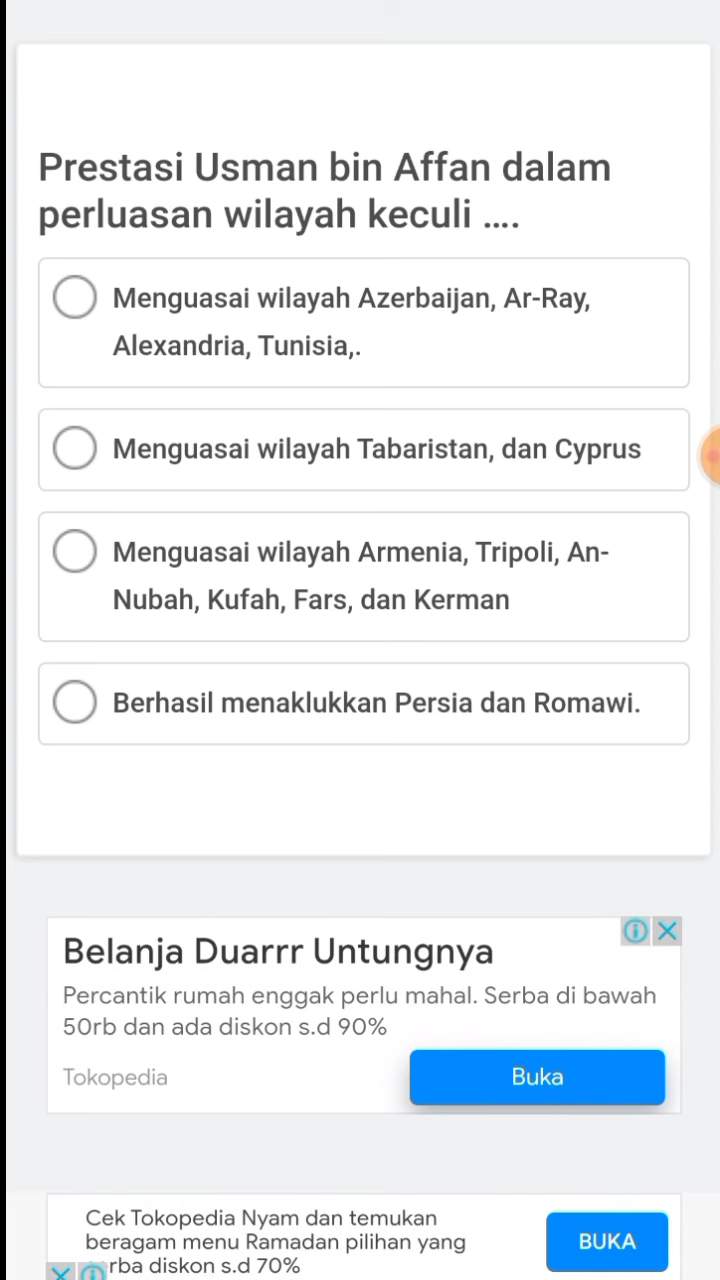 Prestasi Usman bin Affan dalam
perluasan wilayah keculi ....
Menguasai wilayah Azerbaijan, Ar-Ray,
Alexandria, Tunisia,.
Menguasai wilayah Tabaristan, dan Cyprus
Menguasai wilayah Armenia, Tripoli, An-
Nubah, Kufah, Fars, dan Kerman
Berhasil menaklukkan Persia dan Romawi.
Belanja Duarrr Untungnya
Percantik rumah enggak perlu mahal. Serba di bawah
50rb dan ada diskon s.d 90%
Tokopedia
Buka
Cek Tokopedia Nyam dan temukan
beragam menu Ramadan pilihan yang
BUKA
diskon s.d 70%